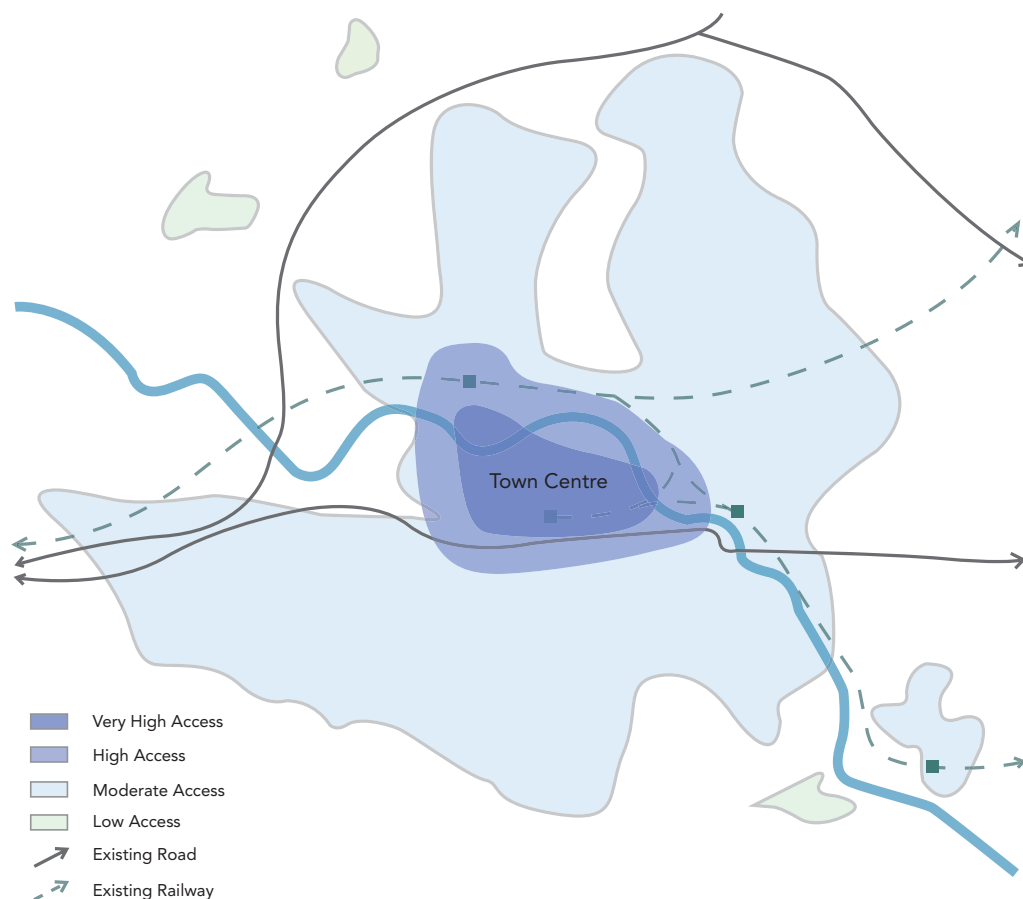 Town Centre
Very High Access
High Access
Moderate Access
Low Access
Existing Road
Existing Railway